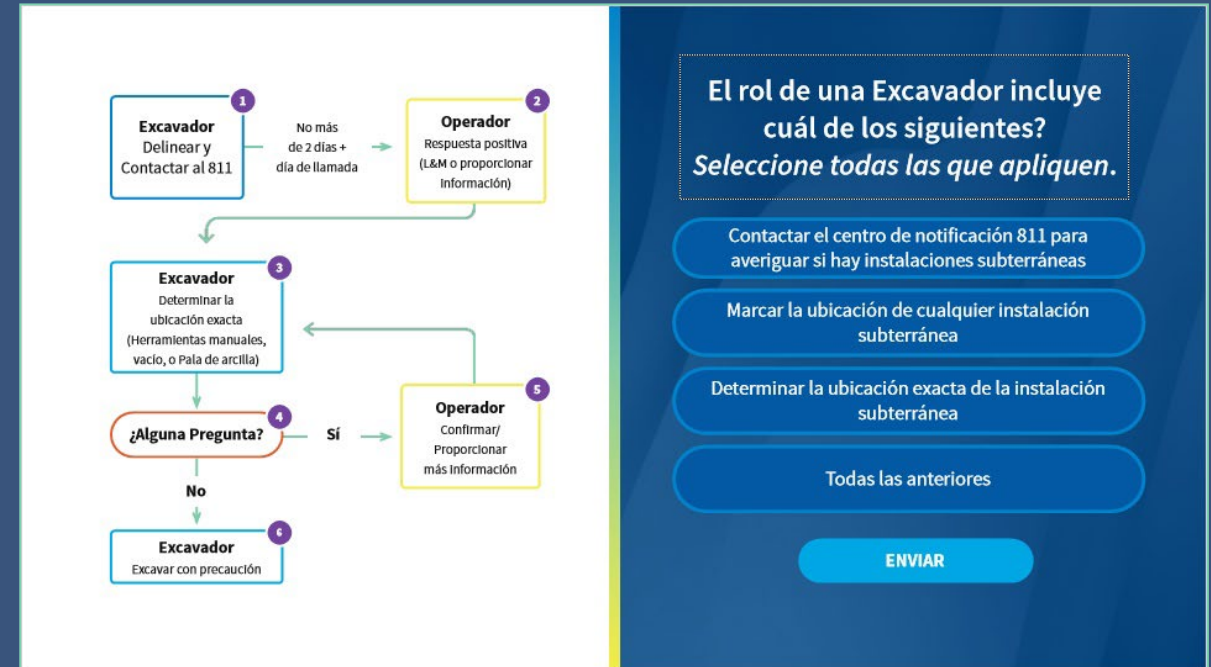 1
Excavador
Delinear y
Contactar al 811
No más
de 2 días +
día de llamada
2
Operador
Respuesta positiva
(L&M o proporcionar
Información)
3
Excavador
Determinar la
ubicación exacta
(Herramientas manuales,
vacío, o Pala de arcilla)
4
¿Alguna Pregunta?
Sí
5
Operador
Confirmar/
Proporcionar
más Información
No
6
Excavador
Excavar con precaución
El rol de una Excavador incluye
cuál de los siguientes?
Seleccione todas las que apliquen.
Contactar el centro de notificación 811 para
averiguar si hay instalaciones subterráneas
Marcar la ubicación de cualquier instalación
subterránea
Determinar la ubicación exacta de la instalación
subterránea
Todas las anteriores
ENVIAR